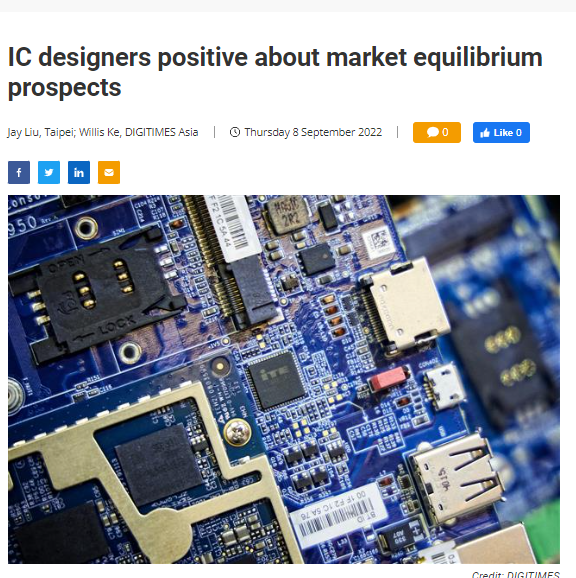 IC designers positive about market equilibrium
prospects
Jay Liu, Taipei; Willis Ke, DIGITIMES Asia | Thursday 8 September 2022 | 0 Like 0
OPEN
LOCK
iTE
Credit: DIGITIMES